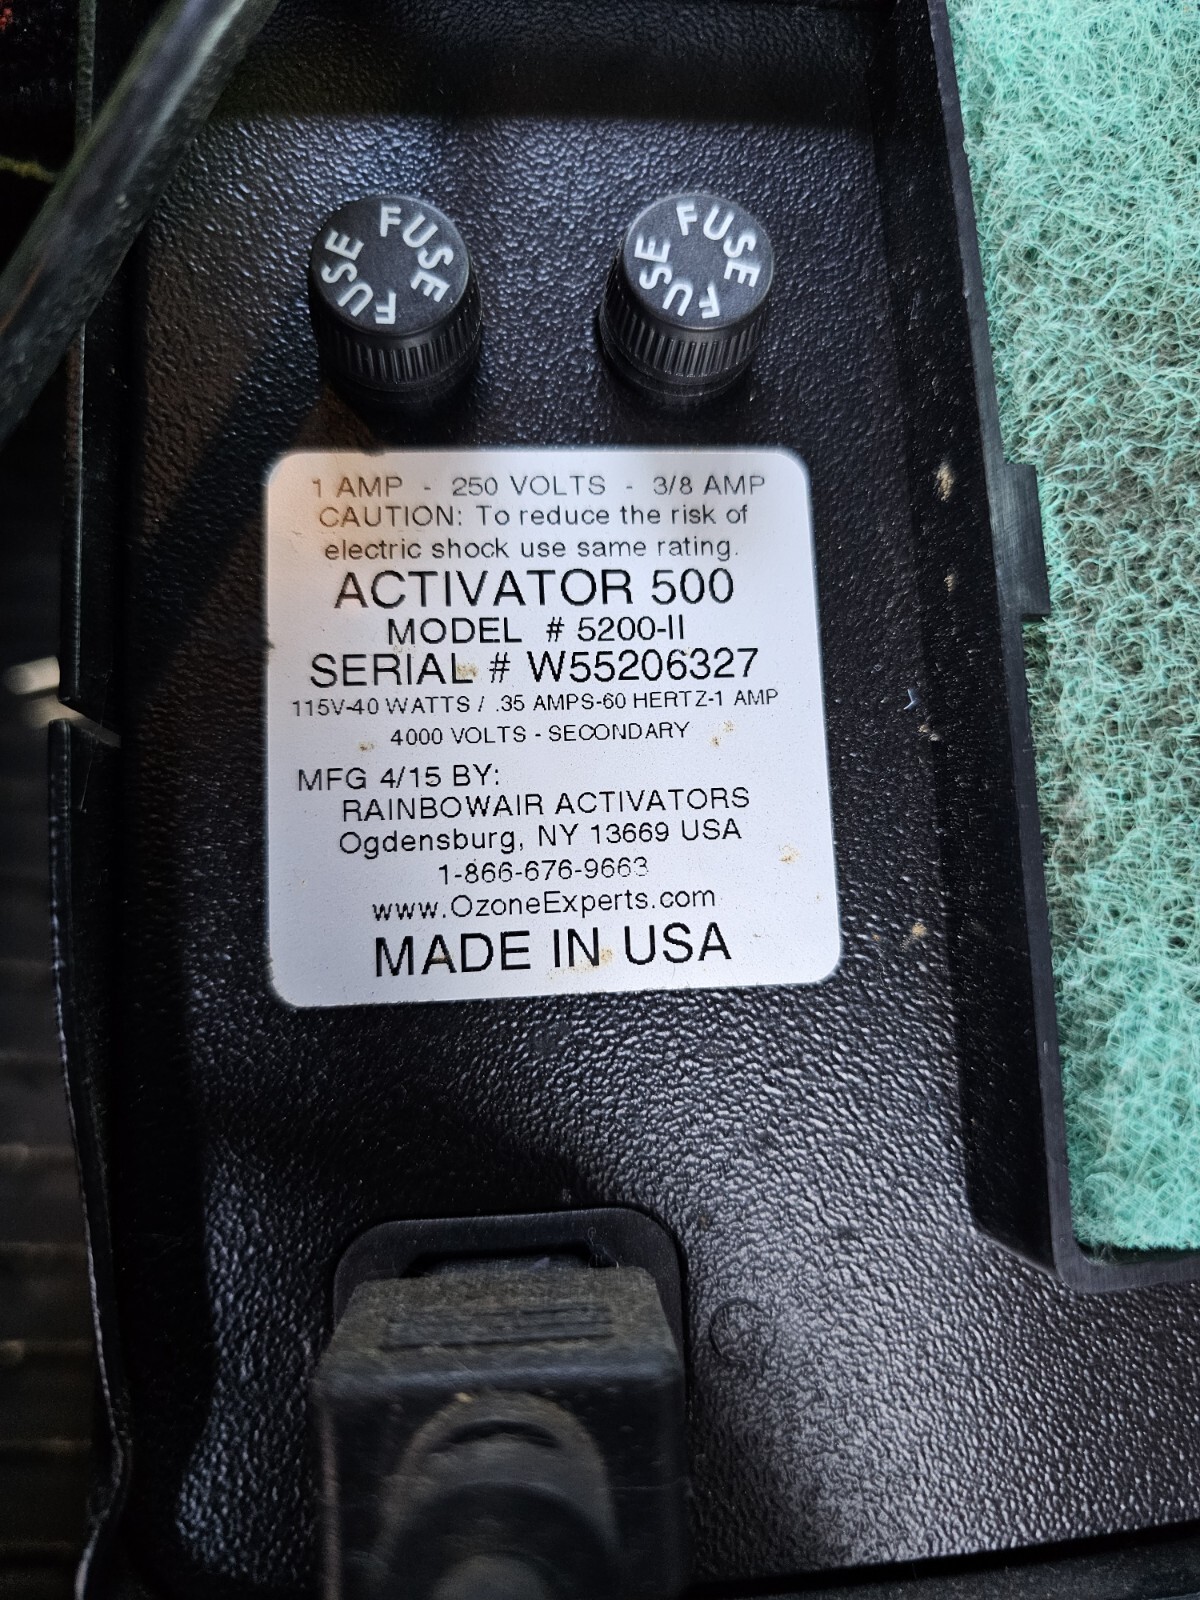 FUSE FUSE
FUSE FUSE
1 AMP - 250 VOLTS - 3/8 AMP
CAUTION: To reduce the risk of
electric shock use same rating.
ACTIVATOR 500
MODEL # 5200-II
SERIAL # W55206327
115V-40 WATTS / .35 AMPS-60 HERTZ-1 AMP
4000 VOLTS - SECONDARY
MFG 4/15 BY:
RAINBOWAIR ACTIVATORS
Ogdensburg, NY 13669 USA
1-866-676-9663
www.OzoneExperts.com
MADE IN USA